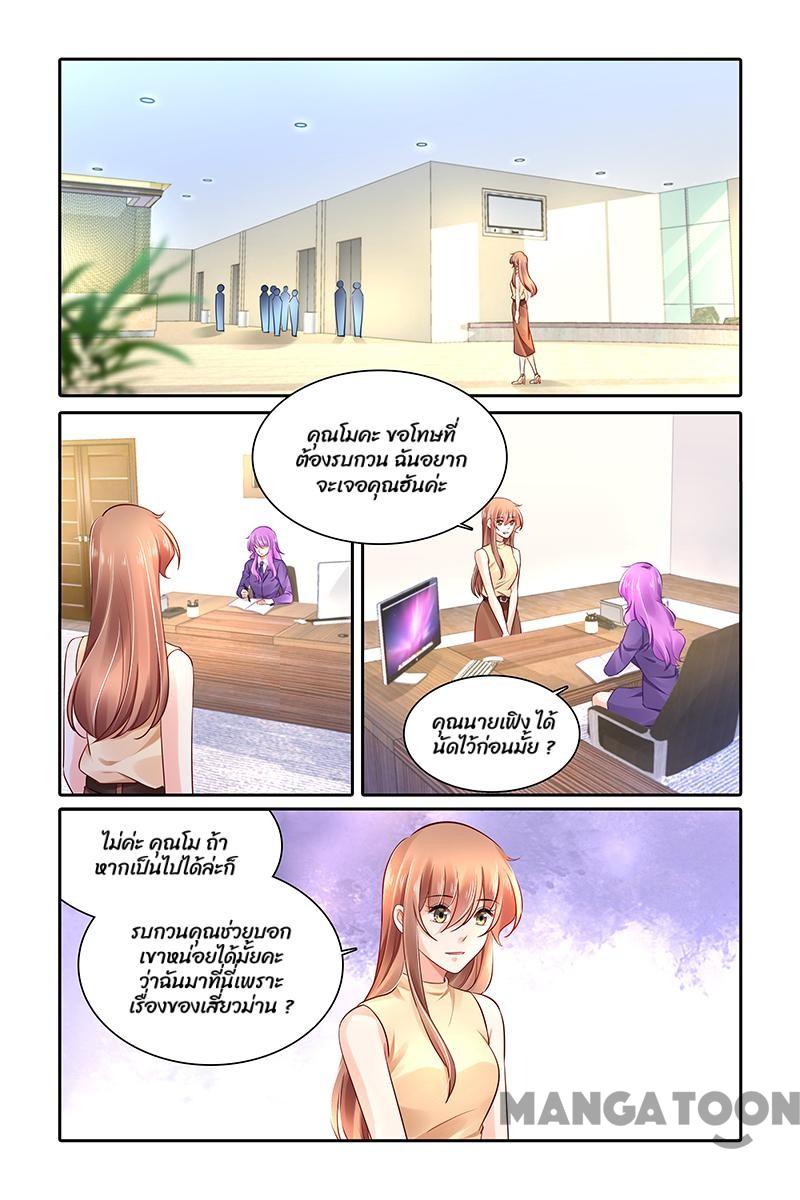 คุณโมคะ ขอโทษที่
ต้องรบกวน ฉันอยาก
จะเจอคุณฮันค่ะ
คุณนายเฟิง ได้
นัดไว้ก่อนมั้ย ?
ไม่ค่ะ คุณโม ถ้า
หากเป็นไปได้ล่ะก็
รบกวนคุณช่วยบอก
เขาหน่อยได้มั้ยคะ
ว่าฉันมาที่นี่เพราะ
เรื่องของเสี่ยวม่าน ?
MANGATOON